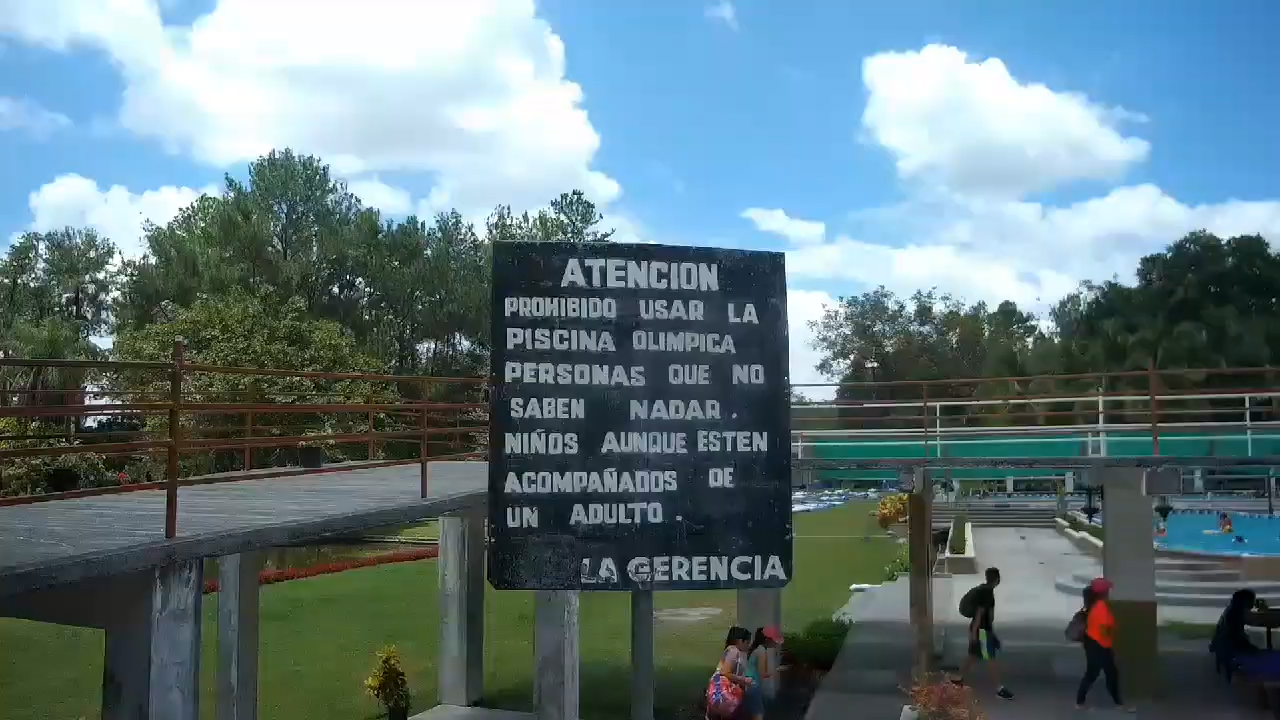 ATENCION
PROHIBIDO USAR LA
PISCINA OLIMPICA
PERSONAS QUE NO
SABEN NADAR.
NIÑOS AUNQUE ESTEN
ACOMPAÑADOS DE
UN ADULTO.
LA GERENCIA